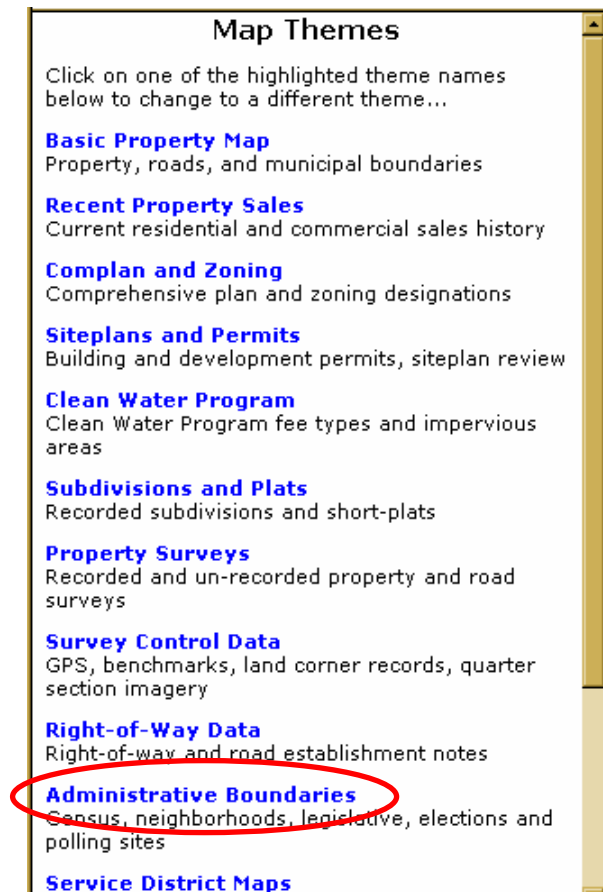 Map Themes
Click on one of the highlighted theme names
below to change to a different theme...
Basic Property Map
Property, roads, and municipal boundaries
Recent Property Sales
Current residential and commercial sales history
Complan and Zoning
Comprehensive plan and zoning designations
Siteplans and Permits
Building and development permits, siteplan review
Clean Water Program
Clean Water Program fee types and impervious
areas
Subdivisions and Plats
Recorded subdivisions and short-plats
Property Surveys
Recorded and un-recorded property and road
surveys
Survey Control Data
GPS, benchmarks, land corner records, quarter
section imagery
Right-of-Way Data
Right-of-way and road establishment notes
Administrative Boundaries
Census, neighborhoods, legislative, elections and
polling sites
Service District Maps